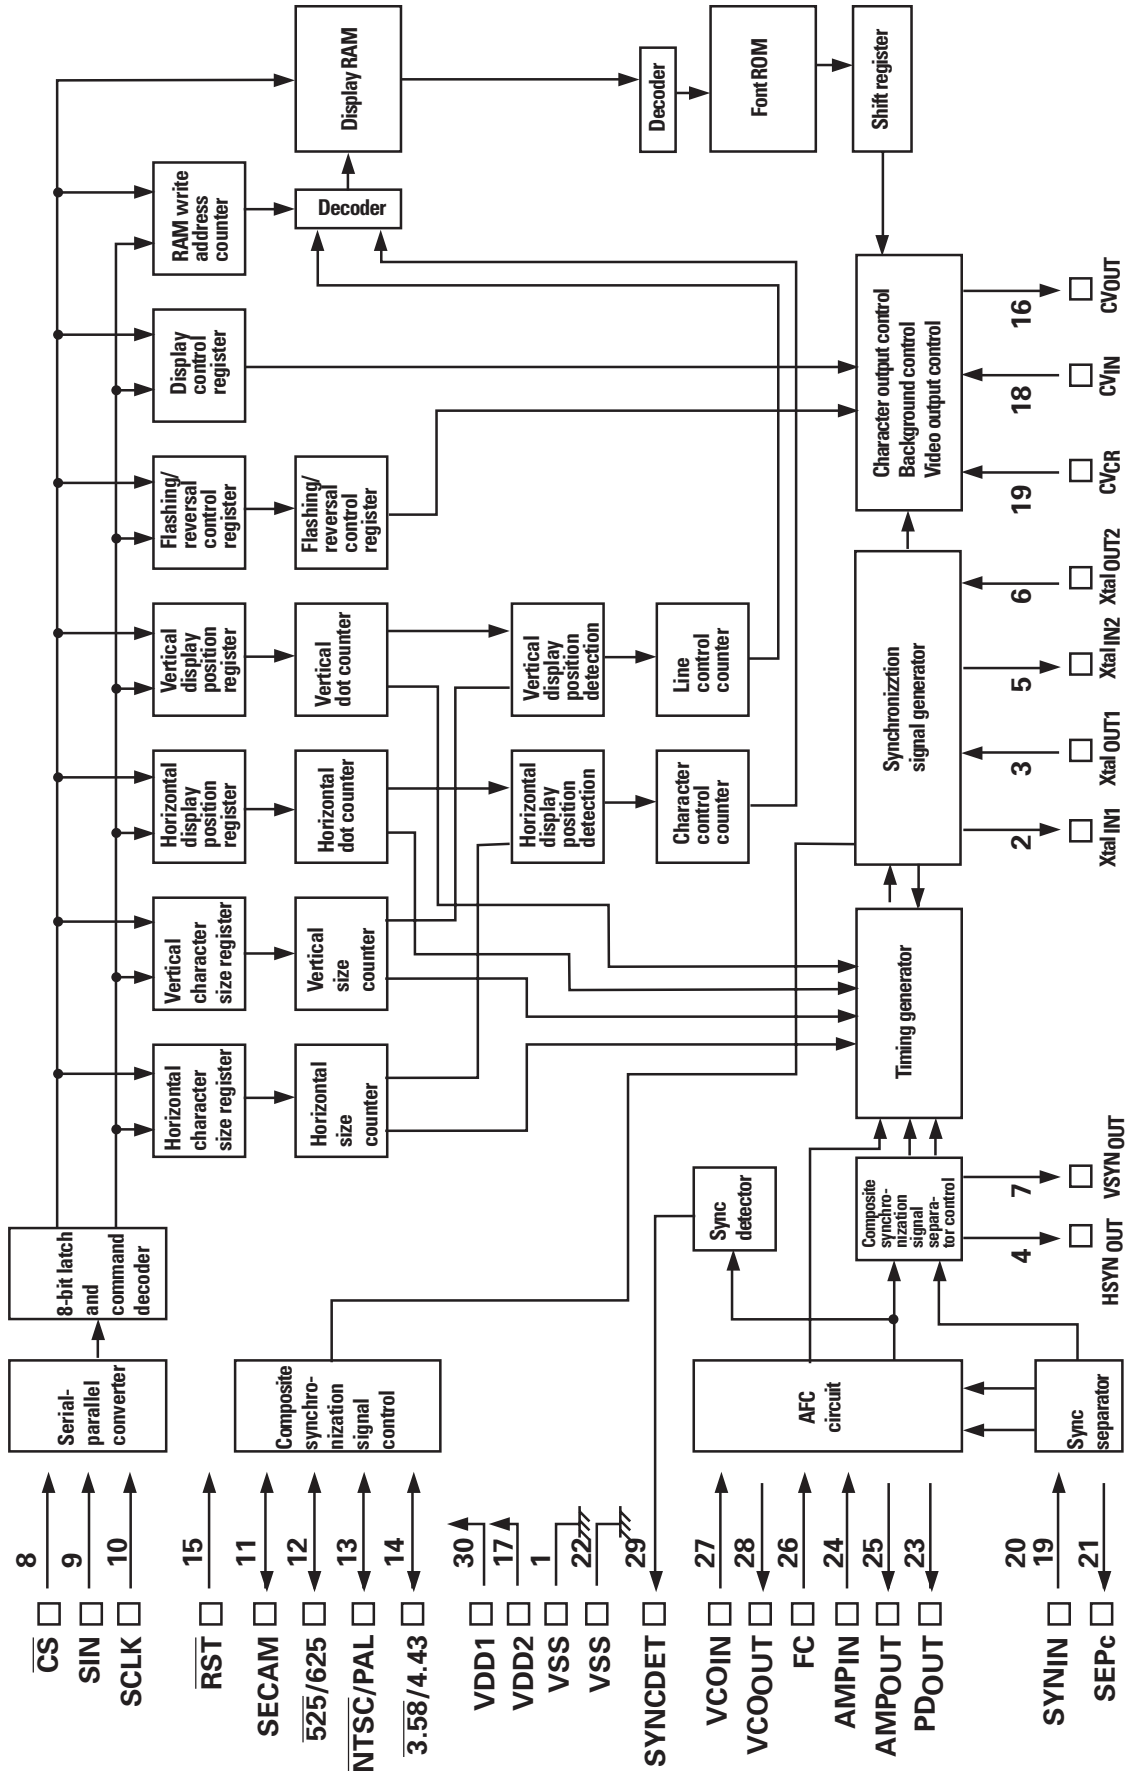 CS
8
SIN
9
SCLK
10
RST
15
SECAM
11
525/625
12
NTSC/PAL
13
3.58/4.43
14
VDD1
30
VDD2
17
VSS
1
VSS
22
SYNCDET
29
VCOIN
27
VCOOUT
28
FC
26
AMPIN
24
AMPOUT
25
PDOUT
23
SYNIN
20
19
SEPc
21
Serial-
parallel
converter
8-bit latch
and
command
decoder
Composite
synchro-
nization
signal
control
AFC
circuit
Sync
separator
Sync
detector
Composite
synchro-
nization
signal
separa-
tor control
Horizontal
character
size register
Vertical
character
size register
Horizontal
display
position
register
Vertical
display
position
register
Flashing/
reversal
control
register
Display
control
register
RAM write
address
counter
Horizontal
size
counter
Vertical
size
counter
Horizontal
dot counter
Vertical
dot counter
Flashing/
reversal
control
register
Decoder
Display RAM
Horizontal
display
position
detection
Vertical
display
position
detection
Character
control
counter
Line
control
counter
Decoder
Font ROM
Shift register
Timing generator
Synchronizztion
signal generator
Character output control
Background control
Video output control
4
HSYN OUT
7
VSYN OUT
2
Xtal IN1
3
Xtal OUT1
5
Xtal IN2
6
Xtal OUT2
19
CVCR
18
CVIN
16
CVOUT